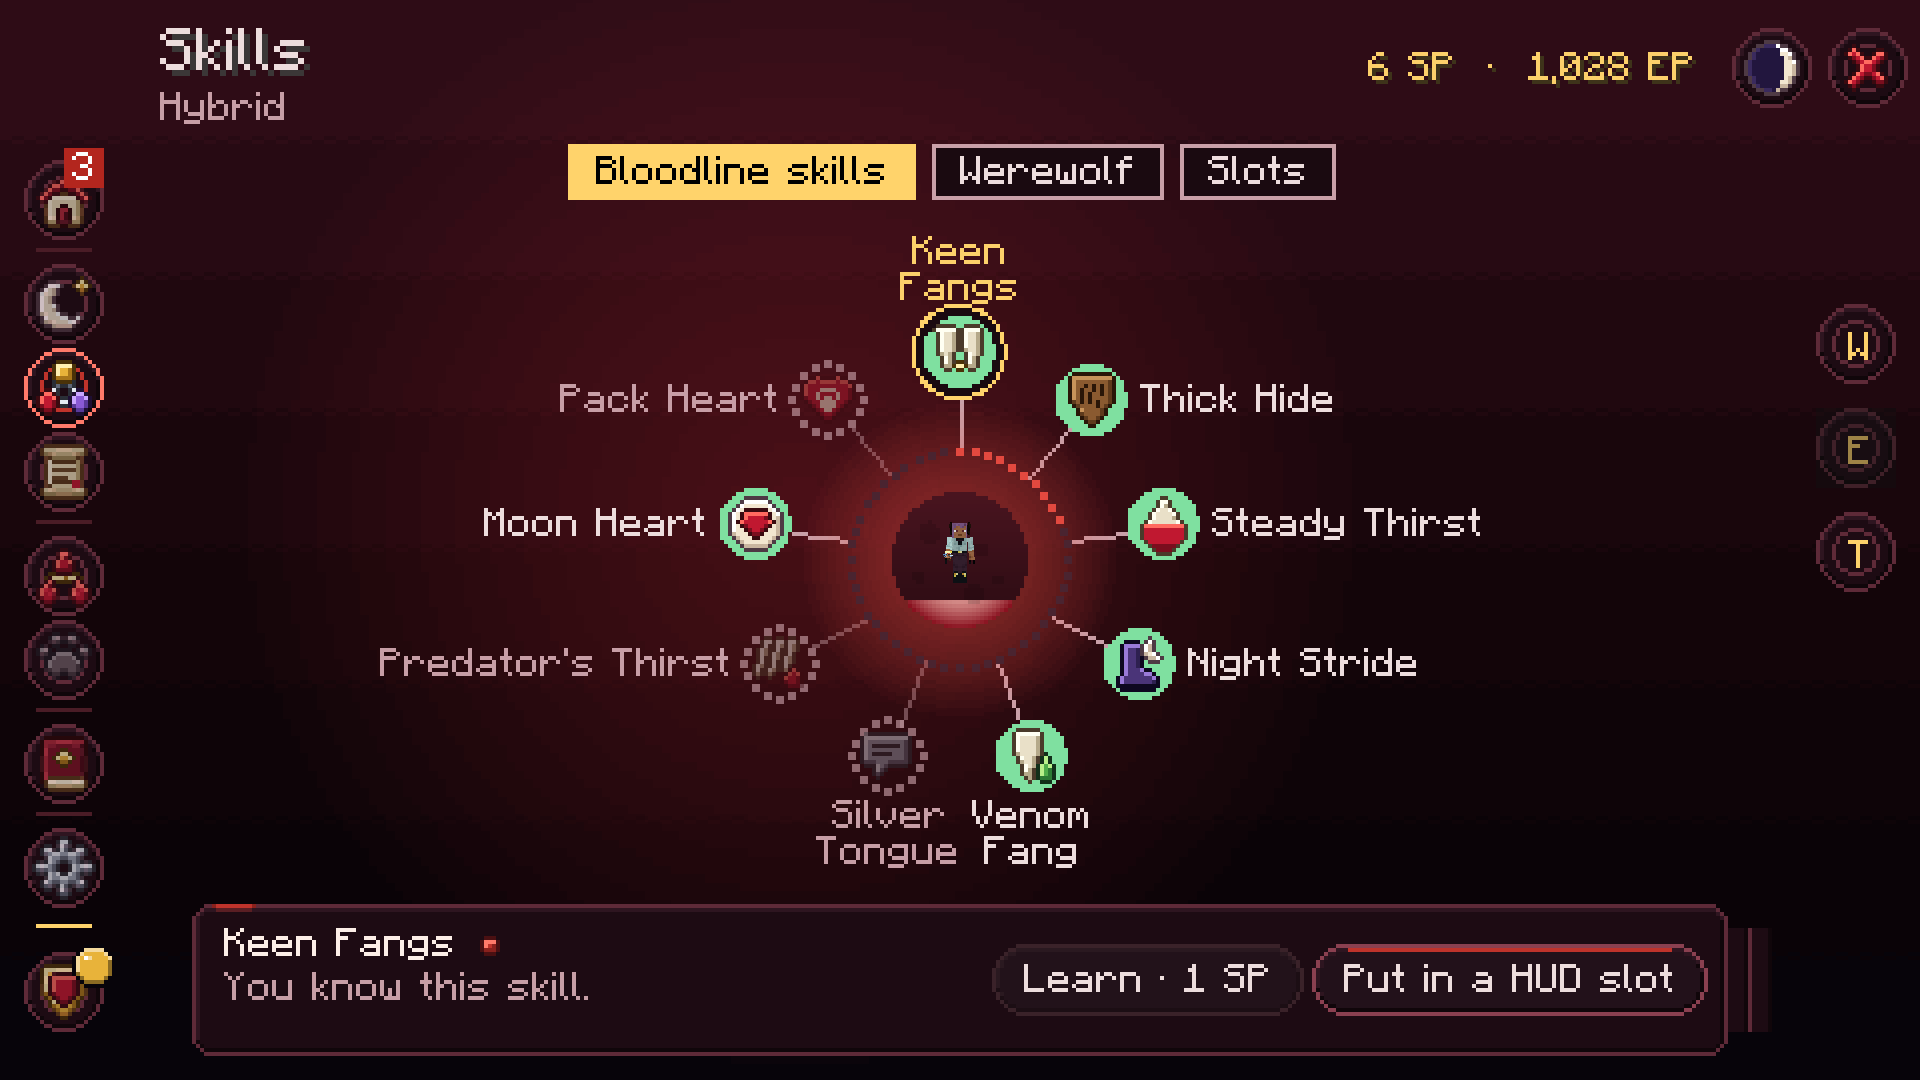 Skills
Hybrid
6 SP · 1,028 EP
3
Bloodline skills
Werewolf
Slots
Keen
Fangs
Pack Heart
Thick Hide
Moon Heart
Steady Thirst
Predator's Thirst
Night Stride
Silver
Tongue
Venom
Fang
W
E
T
Keen Fangs
You know this skill.
Learn · 1 SP
Put in a HUD slot